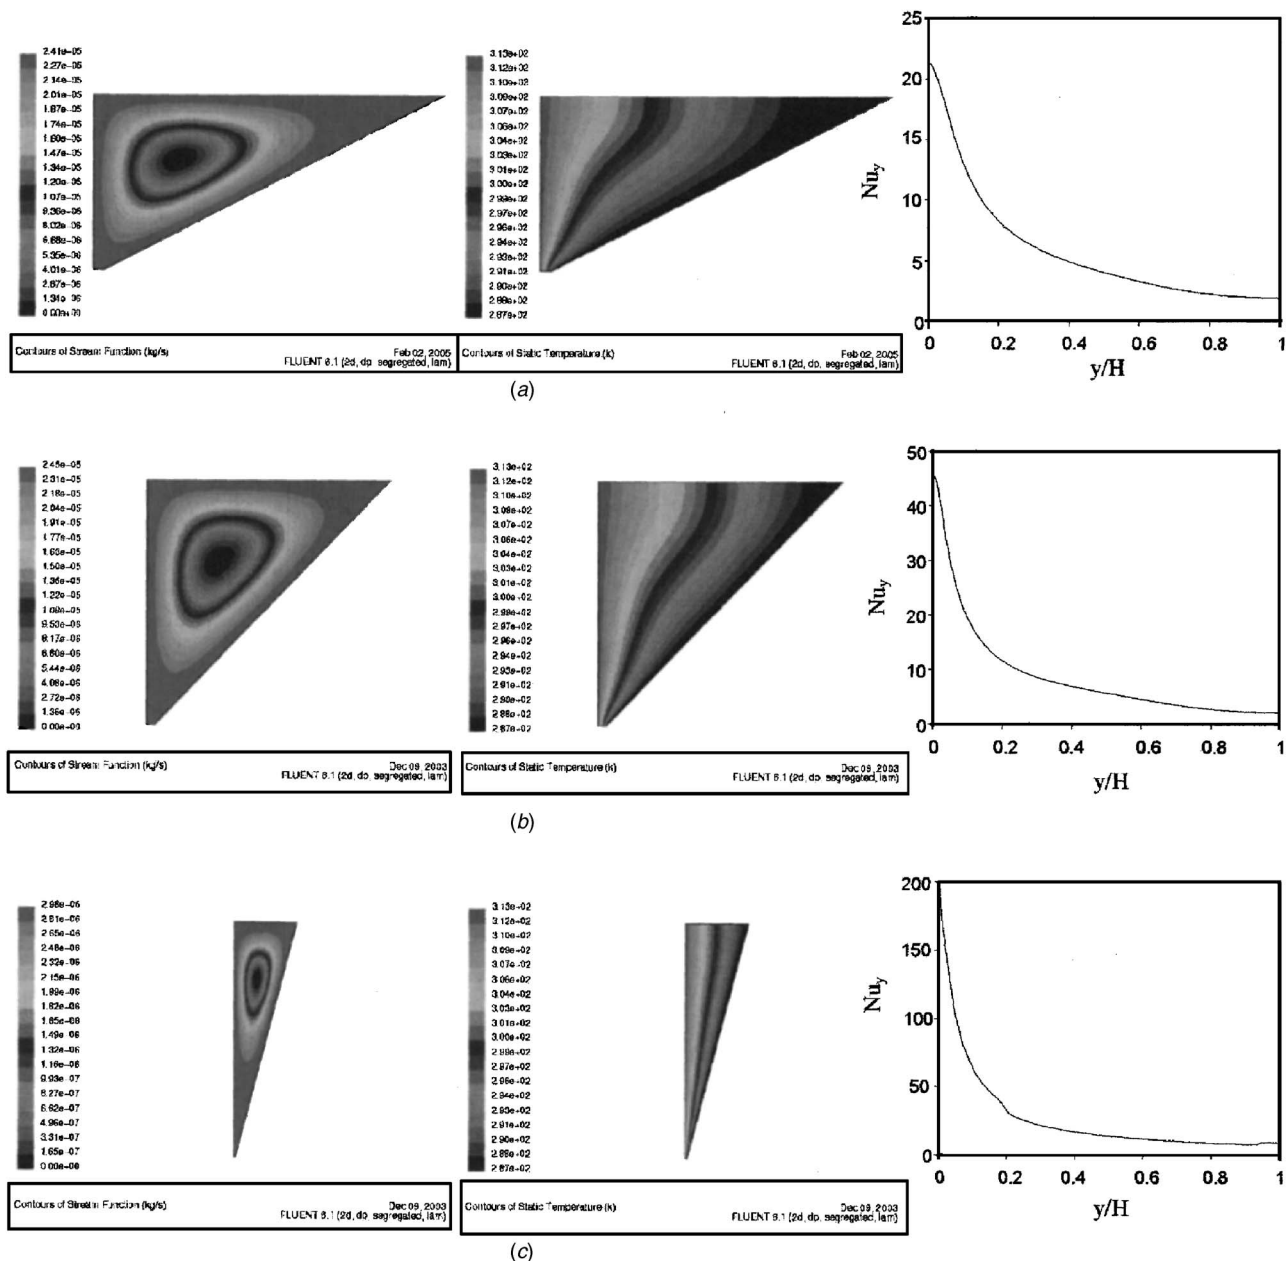 2.41e-05
2.27e-05
2.14e-05
2.01e-05
1.87e-05
1.74e-05
1.60e-05
1.47e-05
1.34e-05
1.20e-05
1.07e-05
9.36e-06
8.02e-06
6.68e-06
5.35e-06
4.01e-06
2.67e-06
1.34e-06
0.00e+00
Contours of Stream Function (kg/s)
Feb 02, 2005
FLUENT 6.1 (2d, dp, segregated, lam)
3.13e+02
3.12e+02
3.10e+02
3.09e+02
3.07e+02
3.06e+02
3.04e+02
3.03e+02
3.01e+02
3.00e+02
2.99e+02
2.97e+02
2.96e+02
2.94e+02
2.93e+02
2.91e+02
2.90e+02
2.88e+02
2.87e+02
Contours of Static Temperature (k)
Feb 02, 2005
FLUENT 6.1 (2d, dp, segregated, lam)
25
20
15
10
5
0
Nu_y
0 0.2 0.4 0.6 0.8 1
y/H
(a)
2.45e-05
2.31e-05
2.18e-05
2.04e-05
1.91e-05
1.77e-05
1.63e-05
1.50e-05
1.36e-05
1.22e-05
1.09e-05
9.53e-06
8.17e-06
6.80e-06
5.44e-06
4.08e-06
2.72e-06
1.36e-06
0.00e+00
Contours of Stream Function (kg/s)
Dec 09, 2003
FLUENT 6.1 (2d, dp, segregated, lam)
3.13e+02
3.12e+02
3.10e+02
3.09e+02
3.07e+02
3.06e+02
3.04e+02
3.03e+02
3.01e+02
3.00e+02
2.99e+02
2.97e+02
2.96e+02
2.94e+02
2.93e+02
2.91e+02
2.90e+02
2.88e+02
2.87e+02
Contours of Static Temperature (k)
Dec 09, 2003
FLUENT 6.1 (2d, dp, segregated, lam)
50
40
30
20
10
0
Nu_y
0 0.2 0.4 0.6 0.8 1
y/H
(b)
2.98e-06
2.81e-06
2.65e-06
2.48e-06
2.32e-06
2.15e-06
1.99e-06
1.82e-06
1.65e-06
1.49e-06
1.32e-06
1.16e-06
9.93e-07
8.27e-07
6.62e-07
4.96e-07
3.31e-07
1.65e-07
0.00e+00
Contours of Stream Function (kg/s)
Dec 09, 2003
FLUENT 6.1 (2d, dp, segregated, lam)
3.13e+02
3.12e+02
3.10e+02
3.09e+02
3.07e+02
3.06e+02
3.04e+02
3.03e+02
3.01e+02
3.00e+02
2.99e+02
2.97e+02
2.96e+02
2.94e+02
2.93e+02
2.91e+02
2.90e+02
2.88e+02
2.87e+02
Contours of Static Temperature (k)
Dec 09, 2003
FLUENT 6.1 (2d, dp, segregated, lam)
200
150
100
50
0
Nu_y
0 0.2 0.4 0.6 0.8 1
y/H
(c)